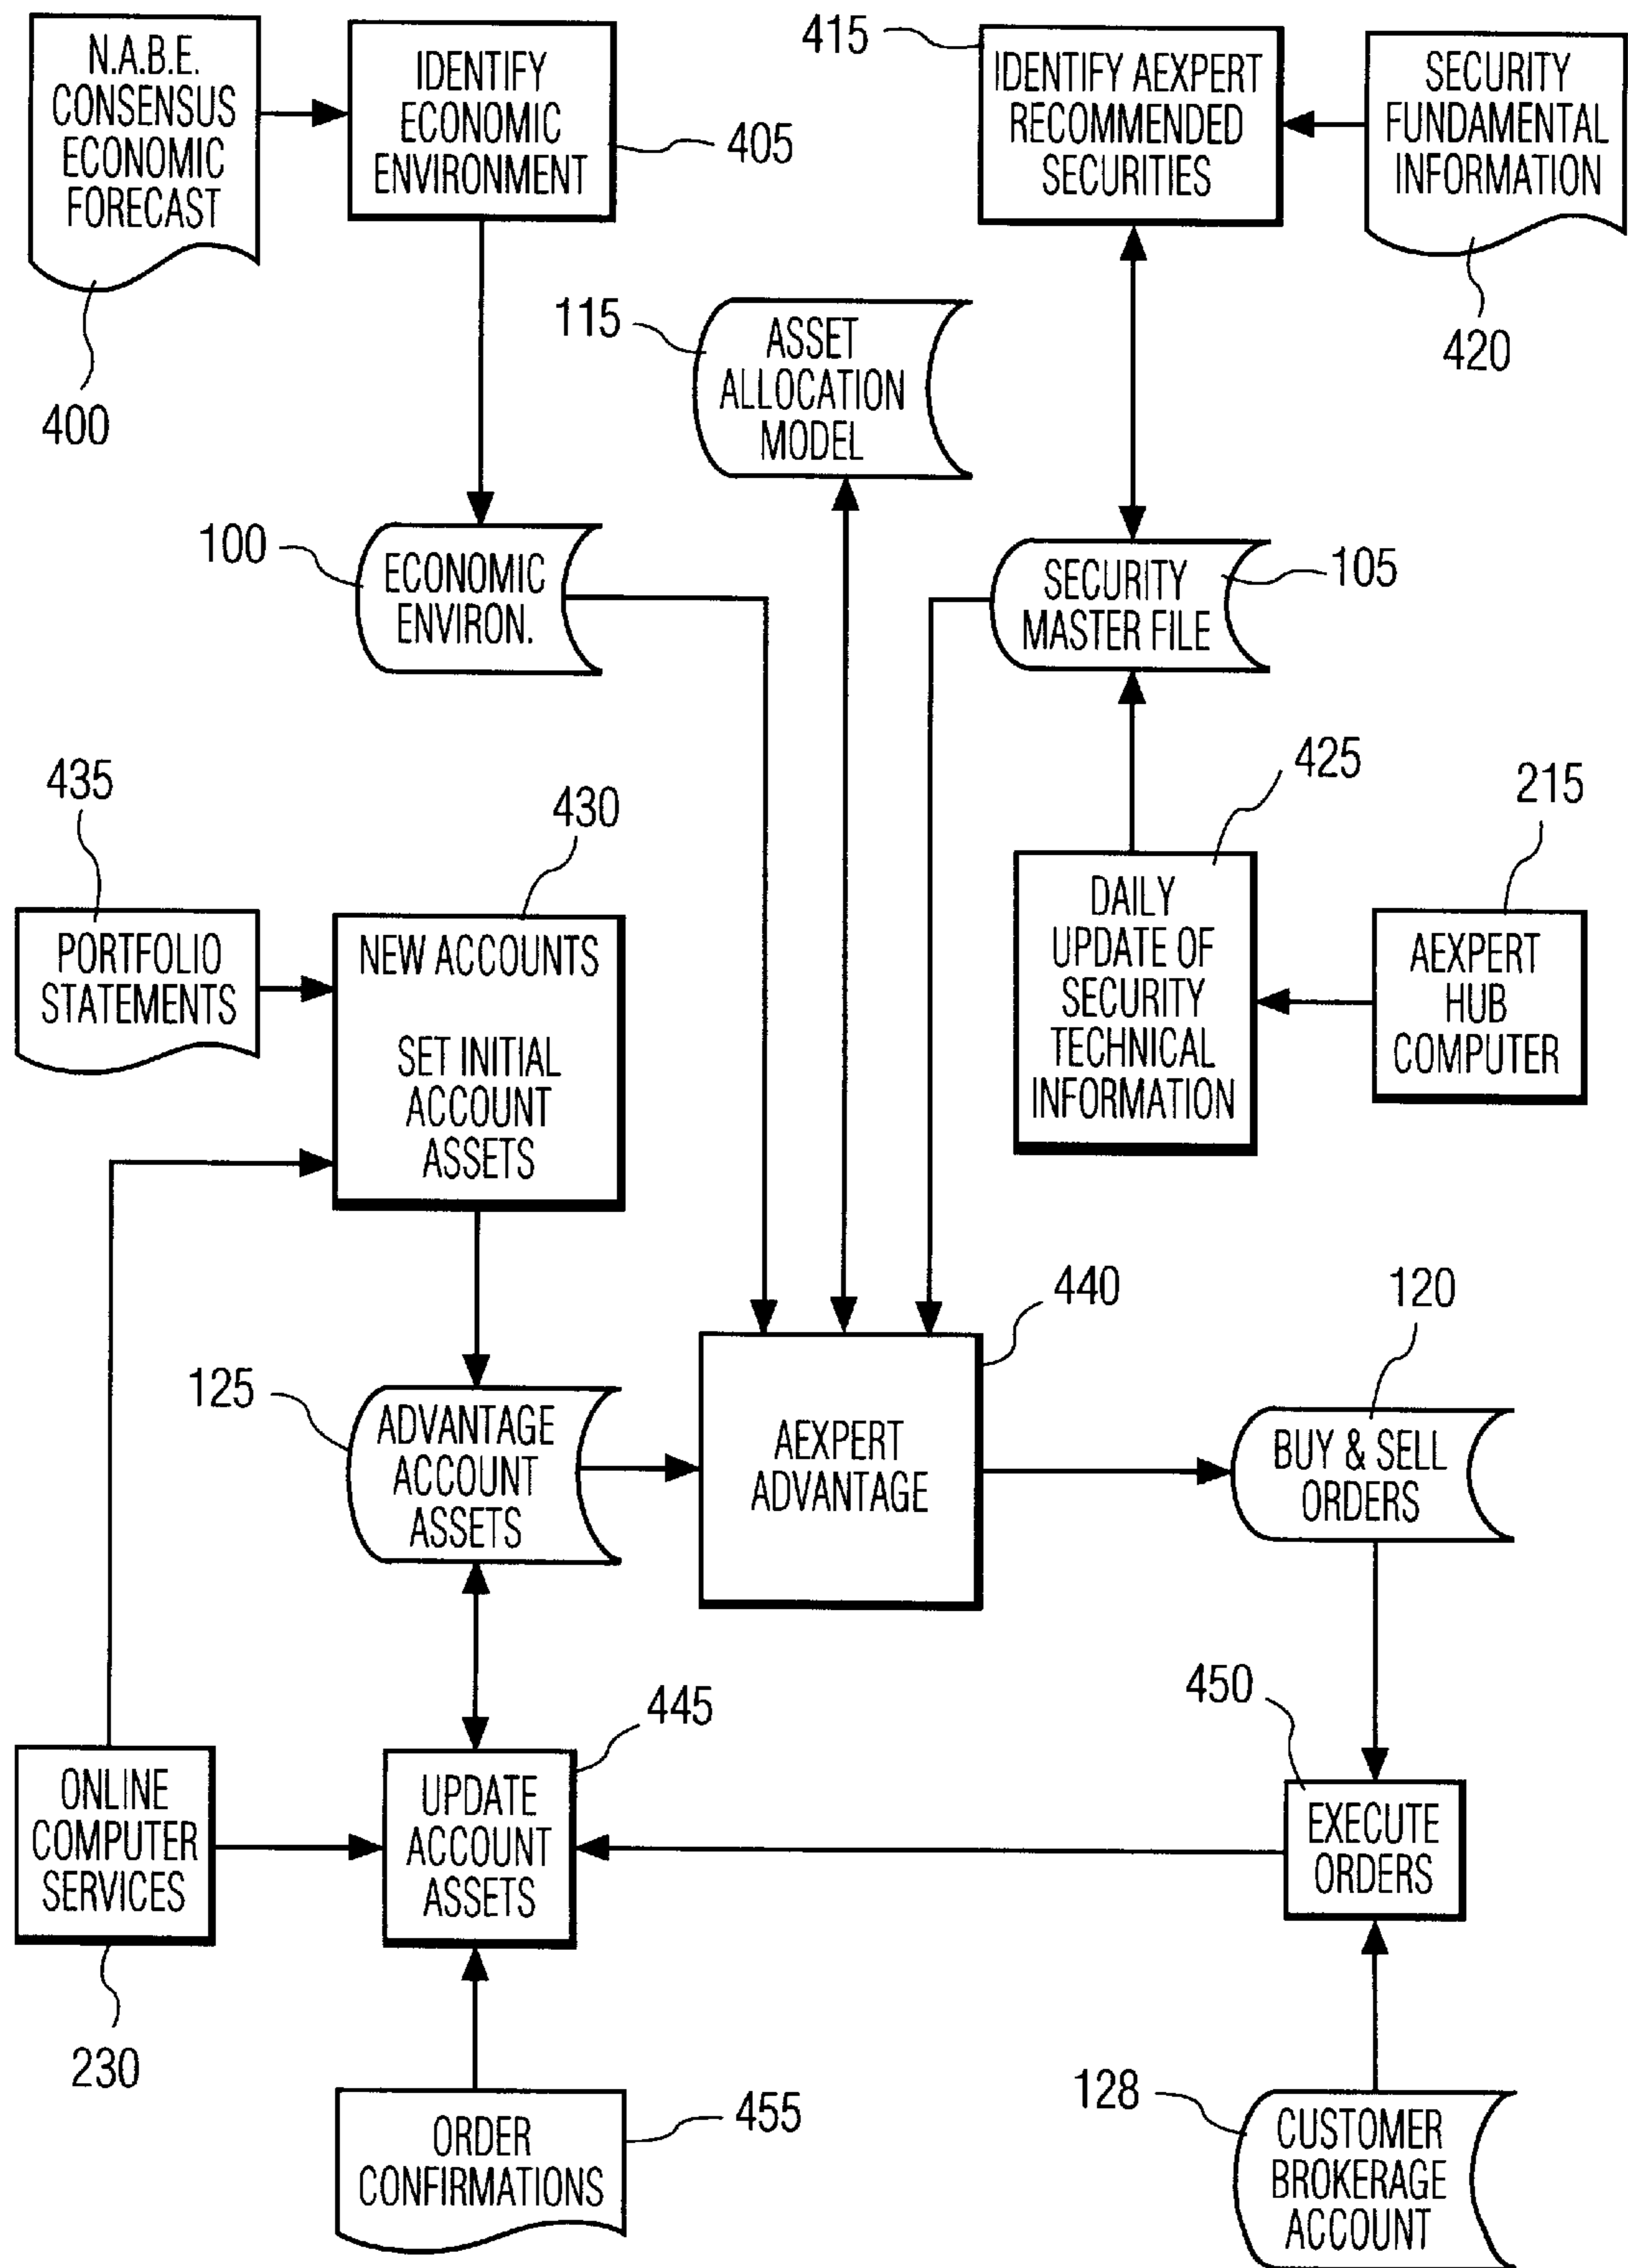 N.A.B.E.
CONSENSUS
ECONOMIC
FORECAST
400
IDENTIFY
ECONOMIC
ENVIRONMENT
405
415
IDENTIFY AEXPERT
RECOMMENDED
SECURITIES
SECURITY
FUNDAMENTAL
INFORMATION
420
115
ASSET
ALLOCATION
MODEL
100
ECONOMIC
ENVIRON.
SECURITY
MASTER FILE
105
435
PORTFOLIO
STATEMENTS
430
NEW ACCOUNTS
SET INITIAL
ACCOUNT
ASSETS
425
DAILY
UPDATE OF
SECURITY
TECHNICAL
INFORMATION
215
AEXPERT
HUB
COMPUTER
125
ADVANTAGE
ACCOUNT
ASSETS
440
AEXPERT
ADVANTAGE
120
BUY & SELL
ORDERS
ONLINE
COMPUTER
SERVICES
230
445
UPDATE
ACCOUNT
ASSETS
450
EXECUTE
ORDERS
ORDER
CONFIRMATIONS
455
128
CUSTOMER
BROKERAGE
ACCOUNT